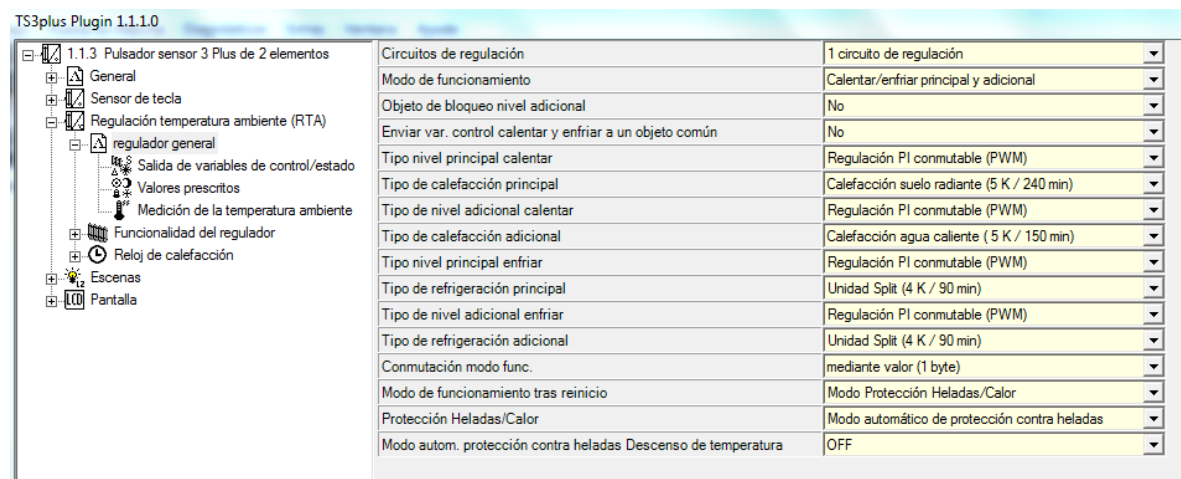 TS3plus Plugin 1.1.1.0
1.1.3 Pulsador sensor 3 Plus de 2 elementos
General
Sensor de tecla
Regulación temperatura ambiente (RTA)
regulador general
Salida de variables de control/estado
Valores prescritos
Medición de la temperatura ambiente
Funcionalidad del regulador
Reloj de calefacción
Escenas
LCD Pantalla
Circuitos de regulación 1 circuito de regulación
Modo de funcionamiento Calentar/enfriar principal y adicional
Objeto de bloqueo nivel adicional No
Enviar var. control calentar y enfriar a un objeto común No
Tipo nivel principal calentar Regulación PI conmutable (PWM)
Tipo de calefacción principal Calefacción suelo radiante (5 K / 240 min)
Tipo de nivel adicional calentar Regulación PI conmutable (PWM)
Tipo de calefacción adicional Calefacción agua caliente ( 5 K / 150 min)
Tipo nivel principal enfriar Regulación PI conmutable (PWM)
Tipo de refrigeración principal Unidad Split (4 K / 90 min)
Tipo de nivel adicional enfriar Regulación PI conmutable (PWM)
Tipo de refrigeración adicional Unidad Split (4 K / 90 min)
Conmutación modo func. mediante valor (1 byte)
Modo de funcionamiento tras reinicio Modo Protección Heladas/Calor
Protección Heladas/Calor Modo automático de protección contra heladas
Modo autom. protección contra heladas Descenso de temperatura OFF